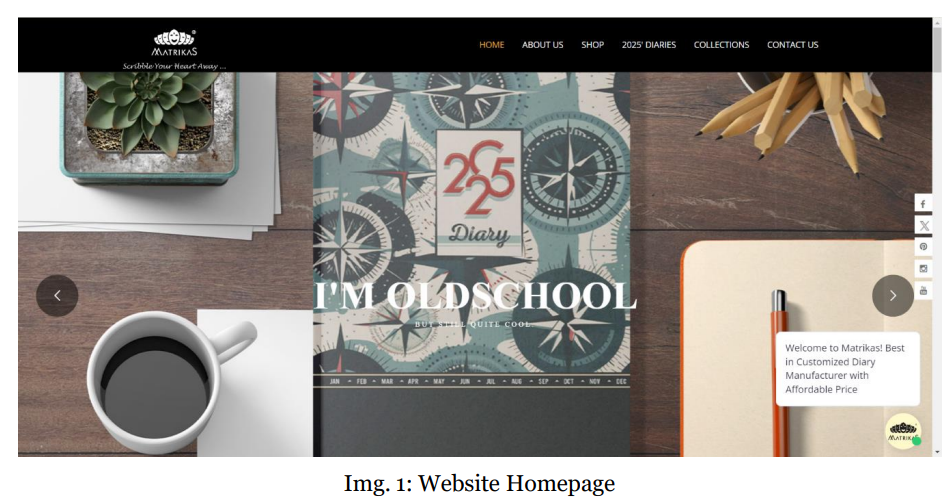 MATRIKAS
Scribble Your Heart Away ...
HOME ABOUT US SHOP 2025' DIARIES COLLECTIONS CONTACT US
2025
Diary
I'M OLDSCHOOL
BUT STILL QUITE COOL.
JAN - FEB - MAR - APR - MAY - JUN - JUL - AUG - SEP - OCT - NOV - DEC
Welcome to Matrikas! Best
in Customized Diary
Manufacturer with
Affordable Price
MATRIKAS
Img. 1: Website Homepage